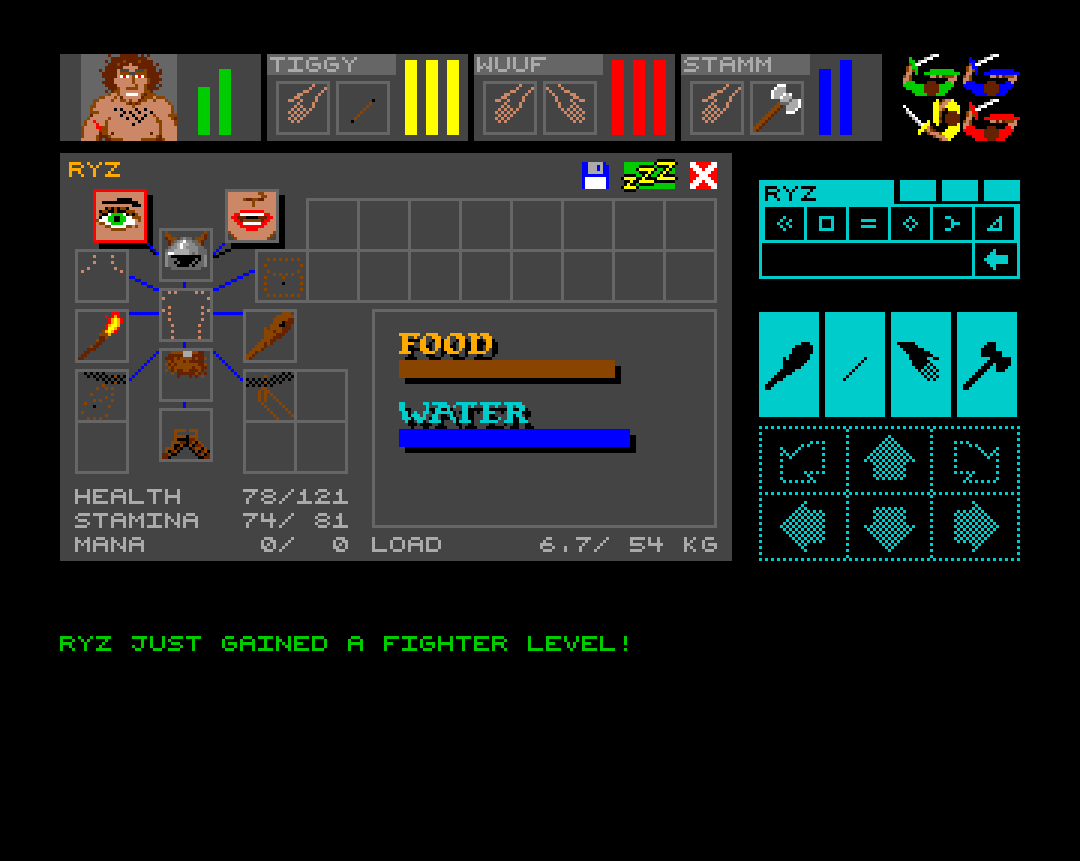 TIGGY WUUF STAMM
RYZ ZZZ
RYZ
FOOD
WATER
HEALTH 78/121
STAMINA 74/ 81
MANA 0/ 0 LOAD 6.7/ 54 KG
RYZ JUST GAINED A FIGHTER LEVEL!